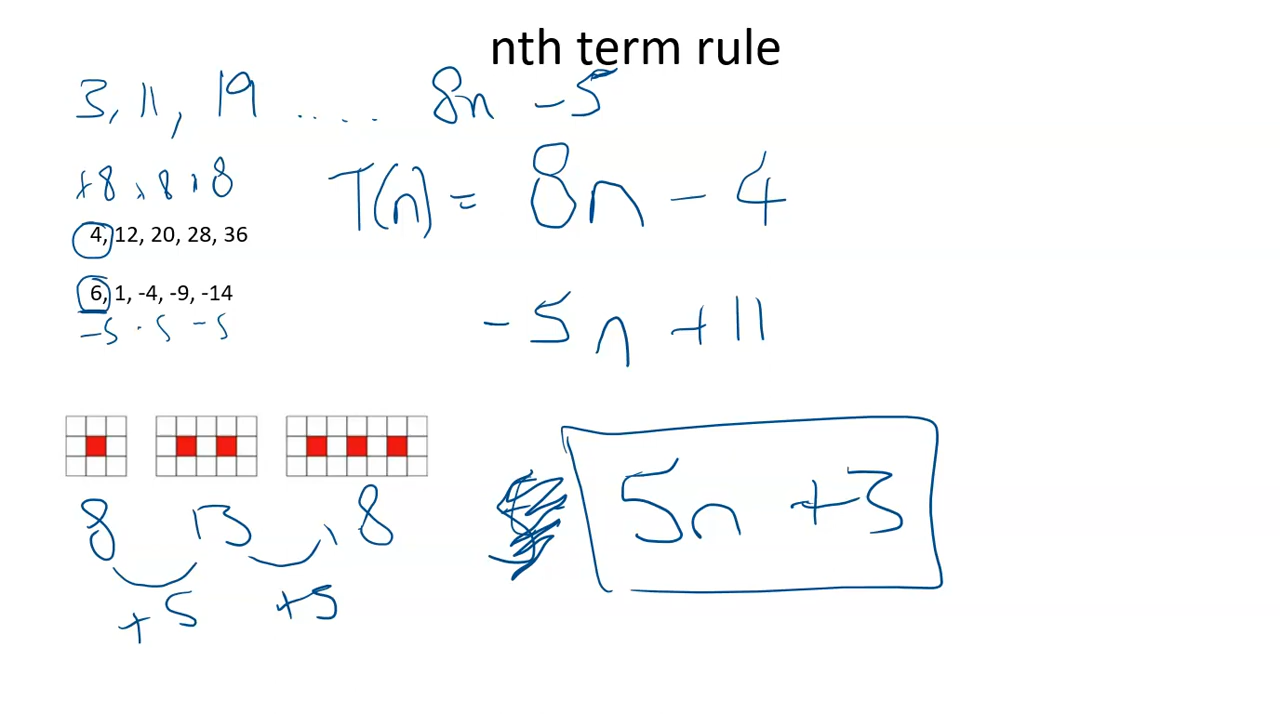 nth term rule
3, 11, 19 ..... 8n - 5
+8, 8, 8
T(n) = 8n - 4
4, 12, 20, 28, 36
6, 1, -4, -9, -14
-5 -5 -5
-5n + 11
8 13 18
5n + 3
+5 +5